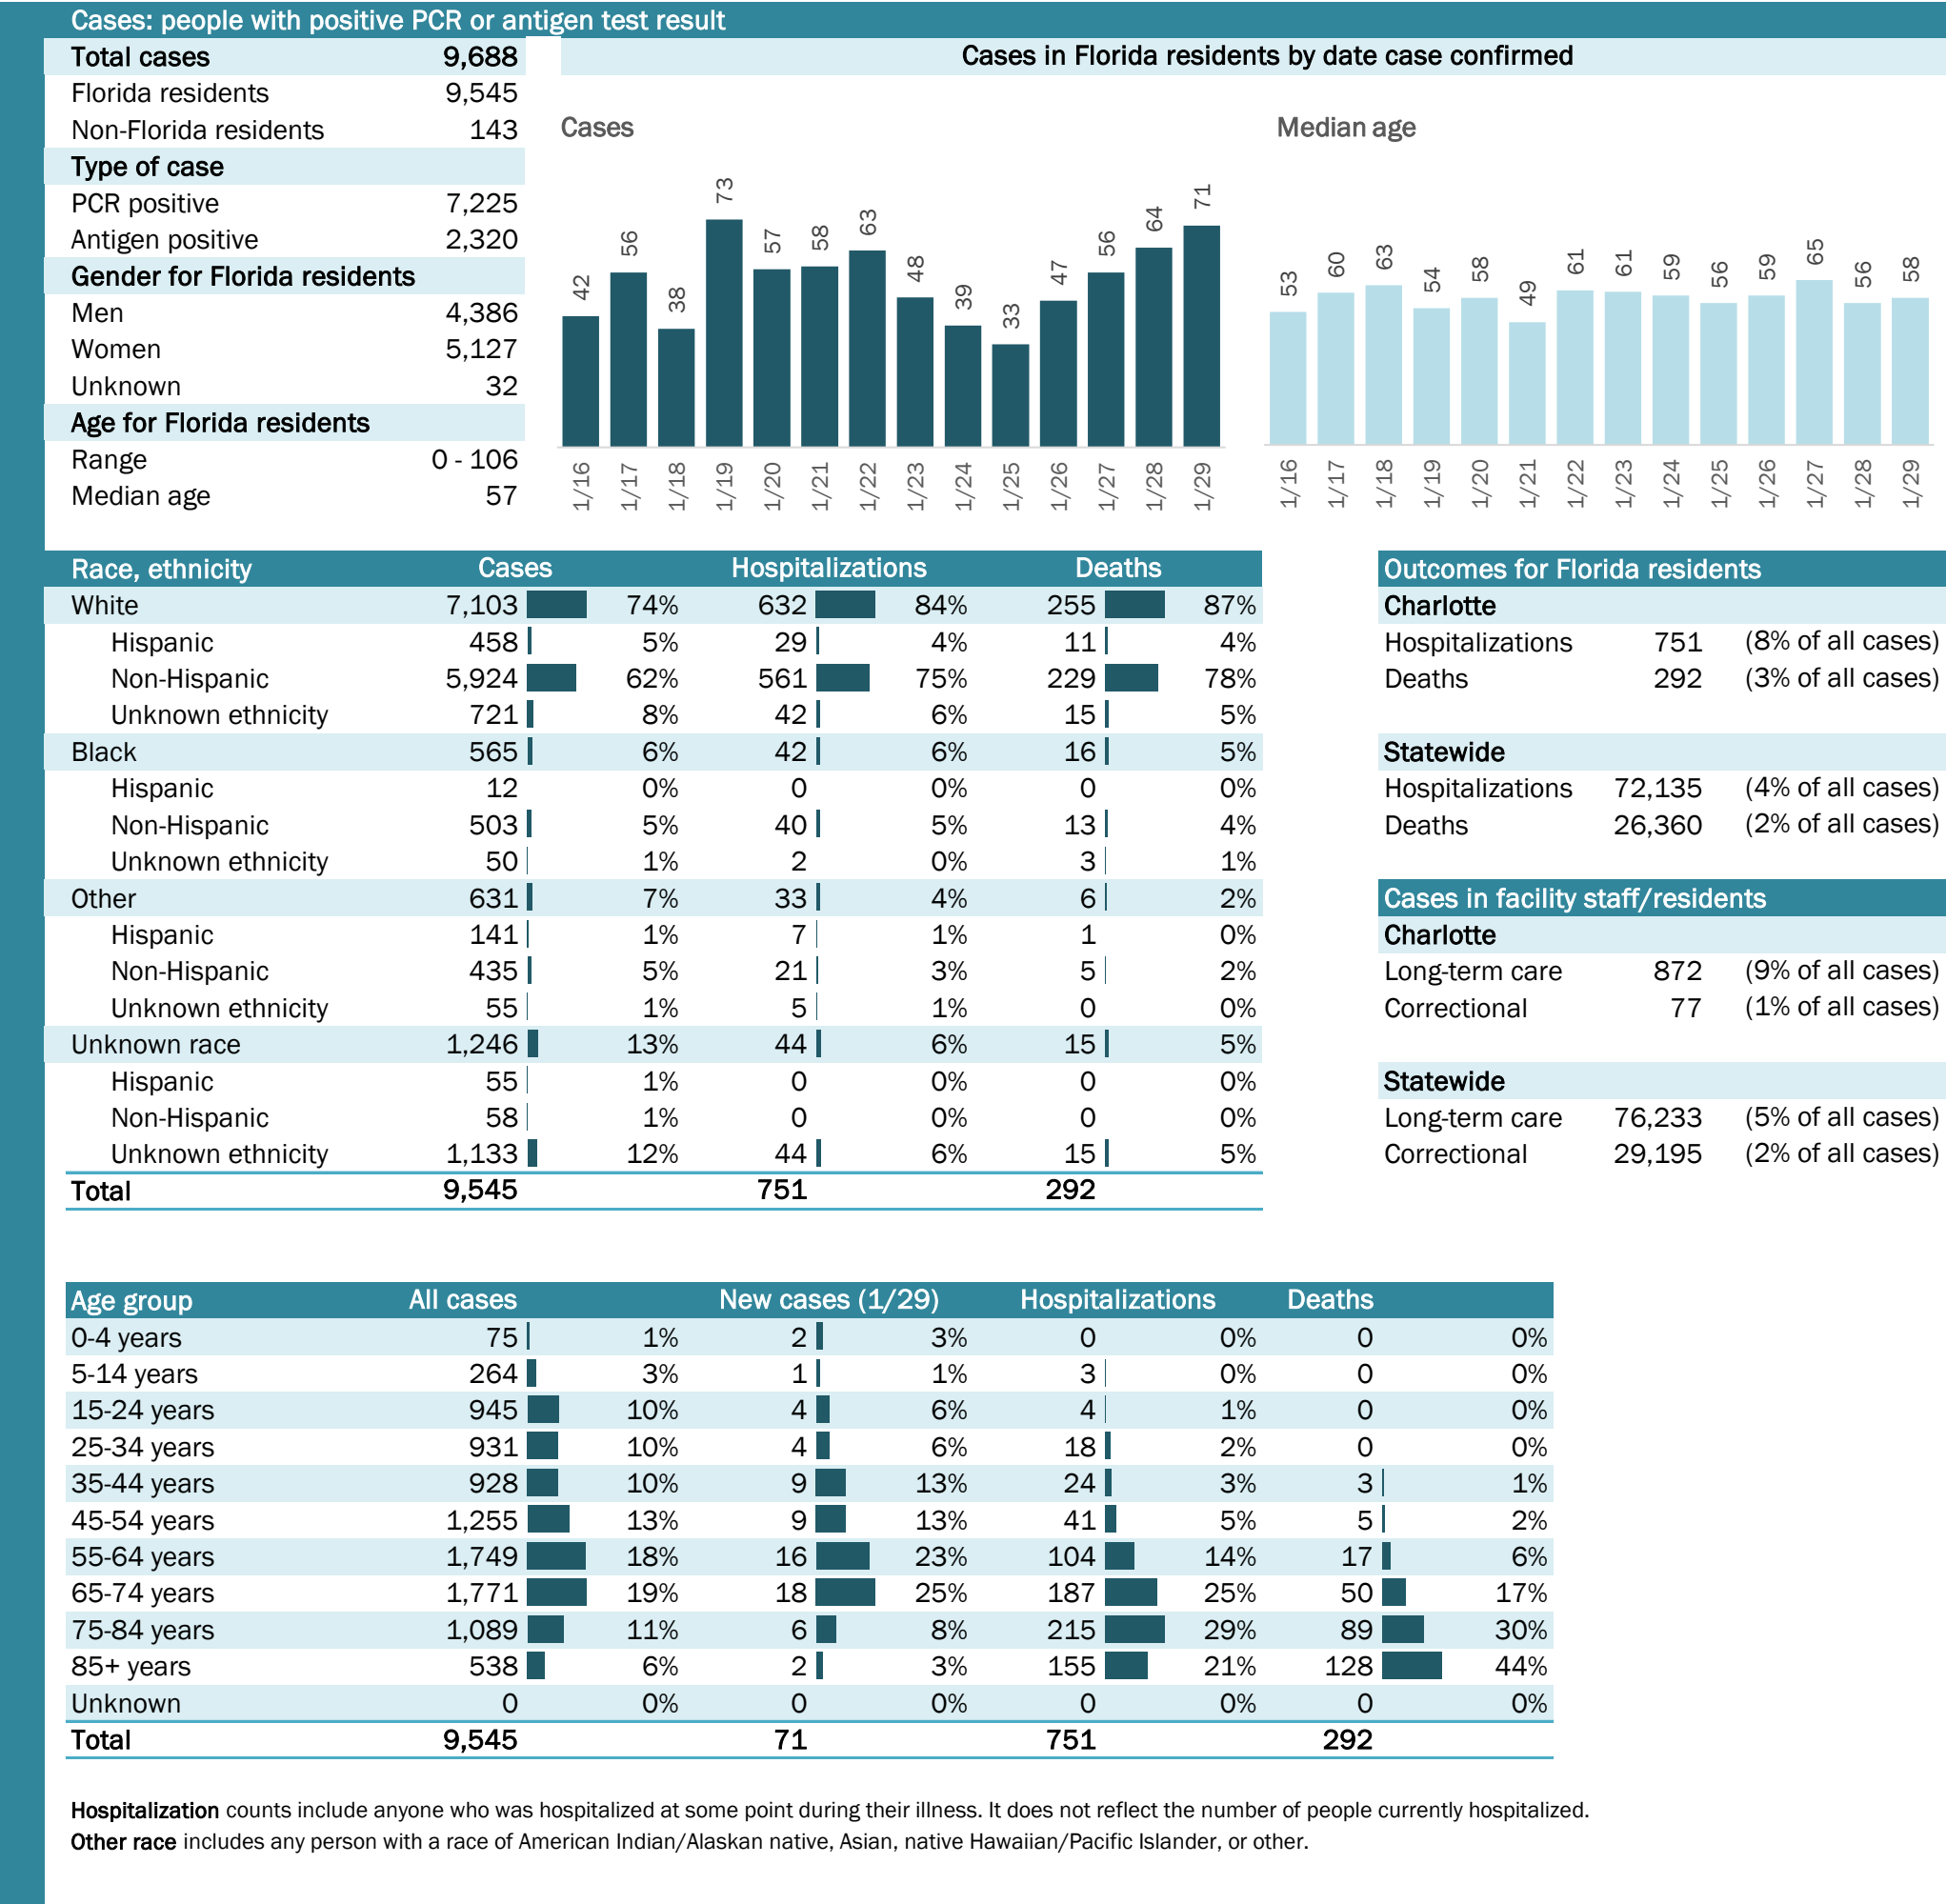 Cases: people with positive PCR or antigen test result
Total cases 9,688
Florida residents 9,545
Non-Florida residents 143
Type of case
PCR positive 7,225
Antigen positive 2,320
Gender for Florida residents
Men 4,386
Women 5,127
Unknown 32
Age for Florida residents
Range 0 - 106
Median age 57
Cases in Florida residents by date case confirmed
Cases
42 56 38 73 57 58 63 48 39 33 47 56 64 71
1/16 1/17 1/18 1/19 1/20 1/21 1/22 1/23 1/24 1/25 1/26 1/27 1/28 1/29
Median age
53 60 63 54 58 49 61 61 59 56 59 65 56 58
1/16 1/17 1/18 1/19 1/20 1/21 1/22 1/23 1/24 1/25 1/26 1/27 1/28 1/29
Race, ethnicity Cases Hospitalizations Deaths
White 7,103 74% 632 84% 255 87%
Hispanic 458 5% 29 4% 11 4%
Non-Hispanic 5,924 62% 561 75% 229 78%
Unknown ethnicity 721 8% 42 6% 15 5%
Black 565 6% 42 6% 16 5%
Hispanic 12 0% 0 0% 0 0%
Non-Hispanic 503 5% 40 5% 13 4%
Unknown ethnicity 50 1% 2 0% 3 1%
Other 631 7% 33 4% 6 2%
Hispanic 141 1% 7 1% 1 0%
Non-Hispanic 435 5% 21 3% 5 2%
Unknown ethnicity 55 1% 5 1% 0 0%
Unknown race 1,246 13% 44 6% 15 5%
Hispanic 55 1% 0 0% 0 0%
Non-Hispanic 58 1% 0 0% 0 0%
Unknown ethnicity 1,133 12% 44 6% 15 5%
Total 9,545 751 292
Outcomes for Florida residents
Charlotte
Hospitalizations 751 (8% of all cases)
Deaths 292 (3% of all cases)
Statewide
Hospitalizations 72,135 (4% of all cases)
Deaths 26,360 (2% of all cases)
Cases in facility staff/residents
Charlotte
Long-term care 872 (9% of all cases)
Correctional 77 (1% of all cases)
Statewide
Long-term care 76,233 (5% of all cases)
Correctional 29,195 (2% of all cases)
Age group All cases New cases (1/29) Hospitalizations Deaths
0-4 years 75 1% 2 3% 0 0% 0 0%
5-14 years 264 3% 1 1% 3 0% 0 0%
15-24 years 945 10% 4 6% 4 1% 0 0%
25-34 years 931 10% 4 6% 18 2% 0 0%
35-44 years 928 10% 9 13% 24 3% 3 1%
45-54 years 1,255 13% 9 13% 41 5% 5 2%
55-64 years 1,749 18% 16 23% 104 14% 17 6%
65-74 years 1,771 19% 18 25% 187 25% 50 17%
75-84 years 1,089 11% 6 8% 215 29% 89 30%
85+ years 538 6% 2 3% 155 21% 128 44%
Unknown 0 0% 0 0% 0 0% 0 0%
Total 9,545 71 751 292
Hospitalization counts include anyone who was hospitalized at some point during their illness. It does not reflect the number of people currently hospitalized.
Other race includes any person with a race of American Indian/Alaskan native, Asian, native Hawaiian/Pacific Islander, or other.